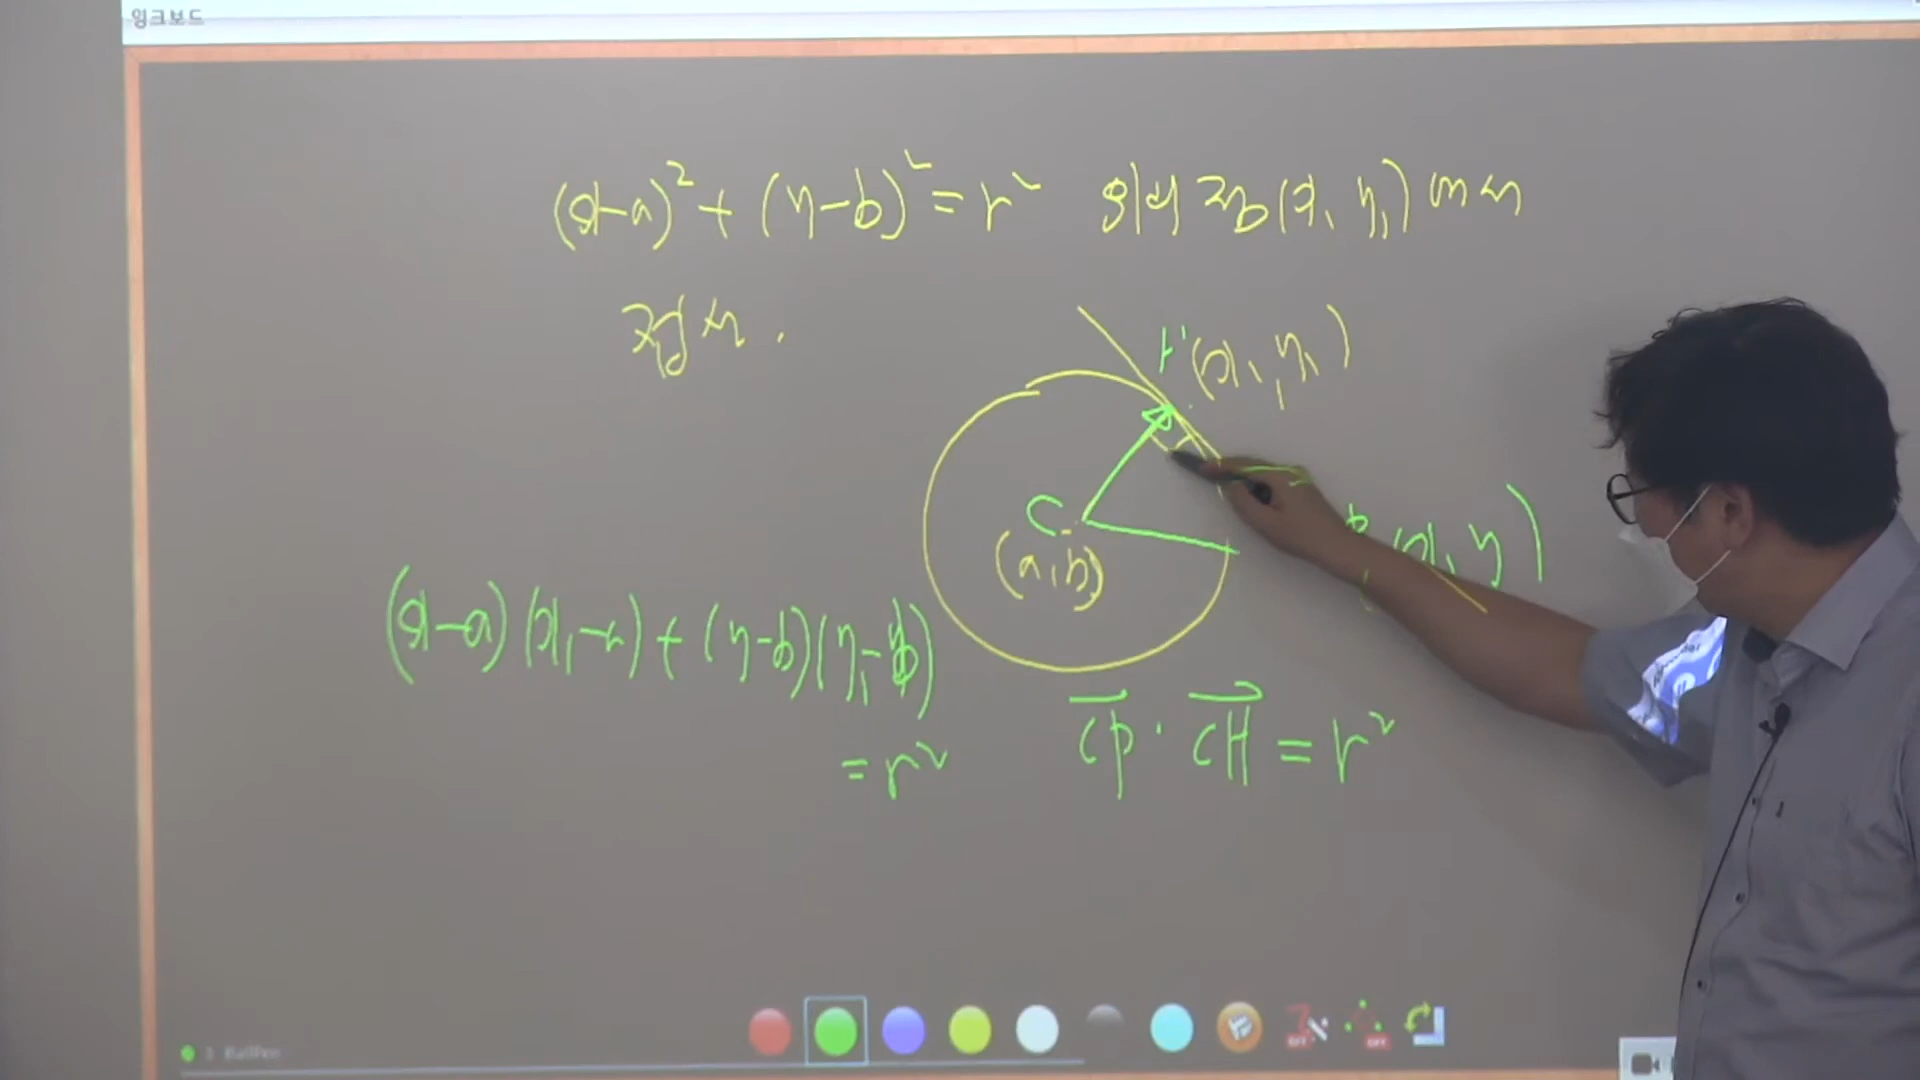 잉크보드
(x-a)² + (y-b)² = r² 위의 점 (x₁, y₁) 에서
접선.
H (x₁, y₁)
C
(a, b)
P (x, y)
(x-a)(x₁-a) + (y-b)(y₁-b)
= r²
CP · CH = r²